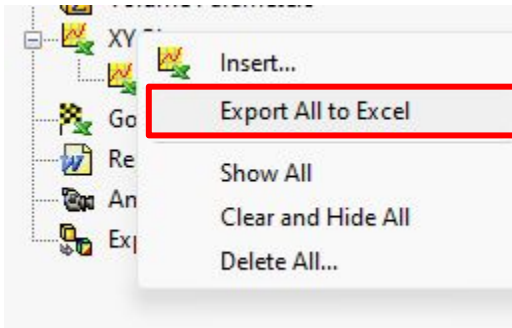 XY
Insert...
Go
Export All to Excel
Re
Show All
An
Clear and Hide All
Exp
Delete All...